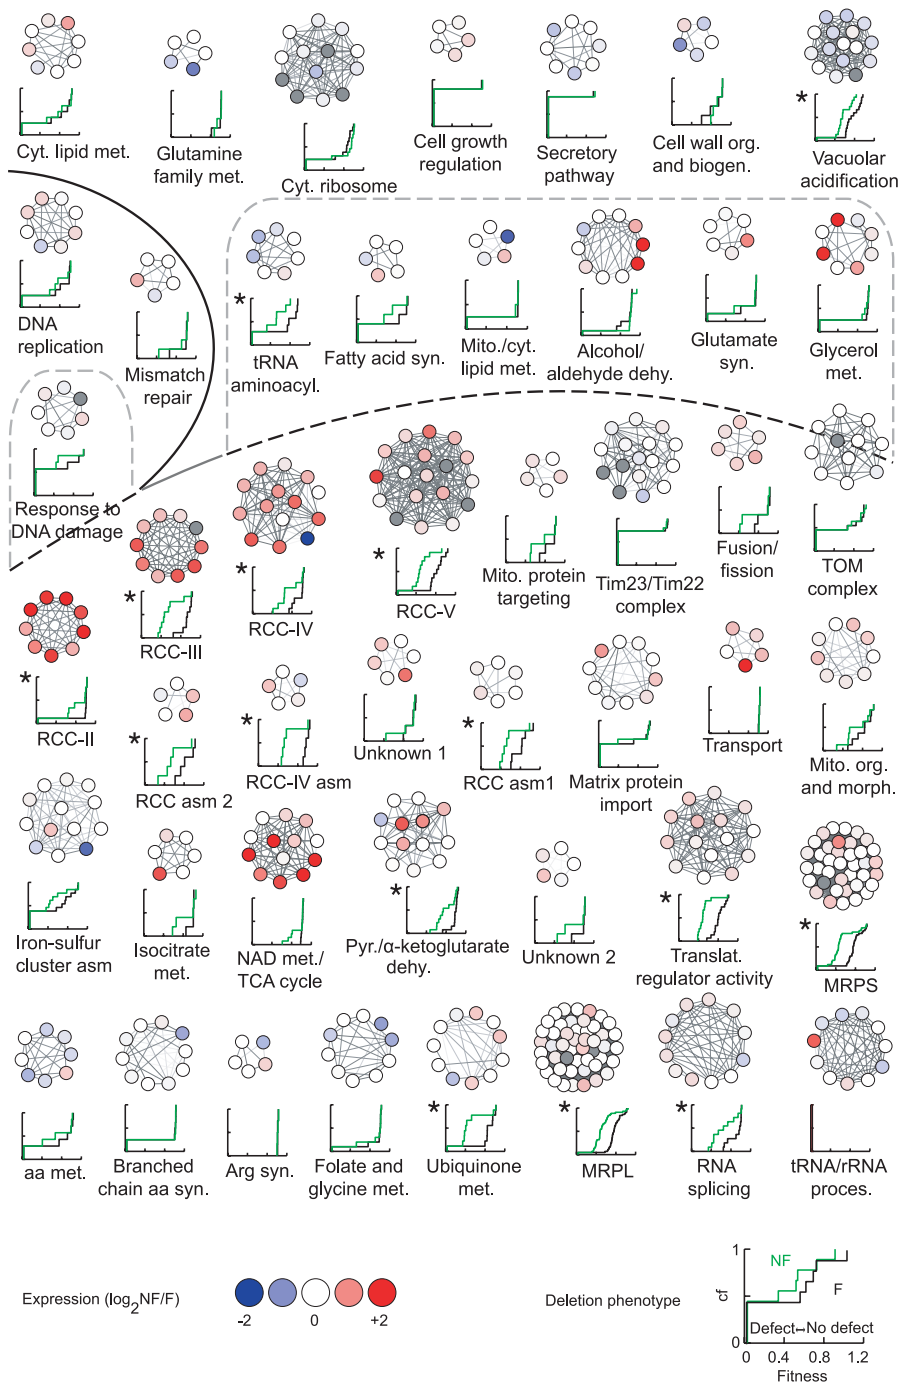 Cyt. lipid met.
Glutamine
family met.
Cyt. ribosome
Cell growth
regulation
Secretory
pathway
Cell wall org.
and biogen.
*
Vacuolar
acidification
DNA
replication
Mismatch
repair
*
tRNA
aminoacyl.
Fatty acid syn.
Mito./cyt.
lipid met.
Alcohol/
aldehyde dehy.
Glutamate
syn.
Glycerol
met.
Response to
DNA damage
*
RCC-III
*
RCC-IV
*
RCC-V
Mito. protein
targeting
Tim23/Tim22
complex
Fusion/
fission
TOM
complex
*
RCC-II
*
RCC asm 2
*
RCC-IV asm
Unknown 1
*
RCC asm1
Matrix protein
import
Transport
Mito. org.
and morph.
Iron-sulfur
cluster asm
Isocitrate
met.
NAD met./
TCA cycle
*
Pyr./α-ketoglutarate
dehy.
Unknown 2
*
Translat.
regulator activity
*
MRPS
aa met.
Branched
chain aa syn.
Arg syn.
Folate and
glycine met.
*
Ubiquinone
met.
*
MRPL
*
RNA
splicing
tRNA/rRNA
proces.
Expression (log2NF/F)
-2 0 +2
Deletion phenotype
cf
1
0
NF
F
Defect↔No defect
0 0.4 0.8 1.2
Fitness